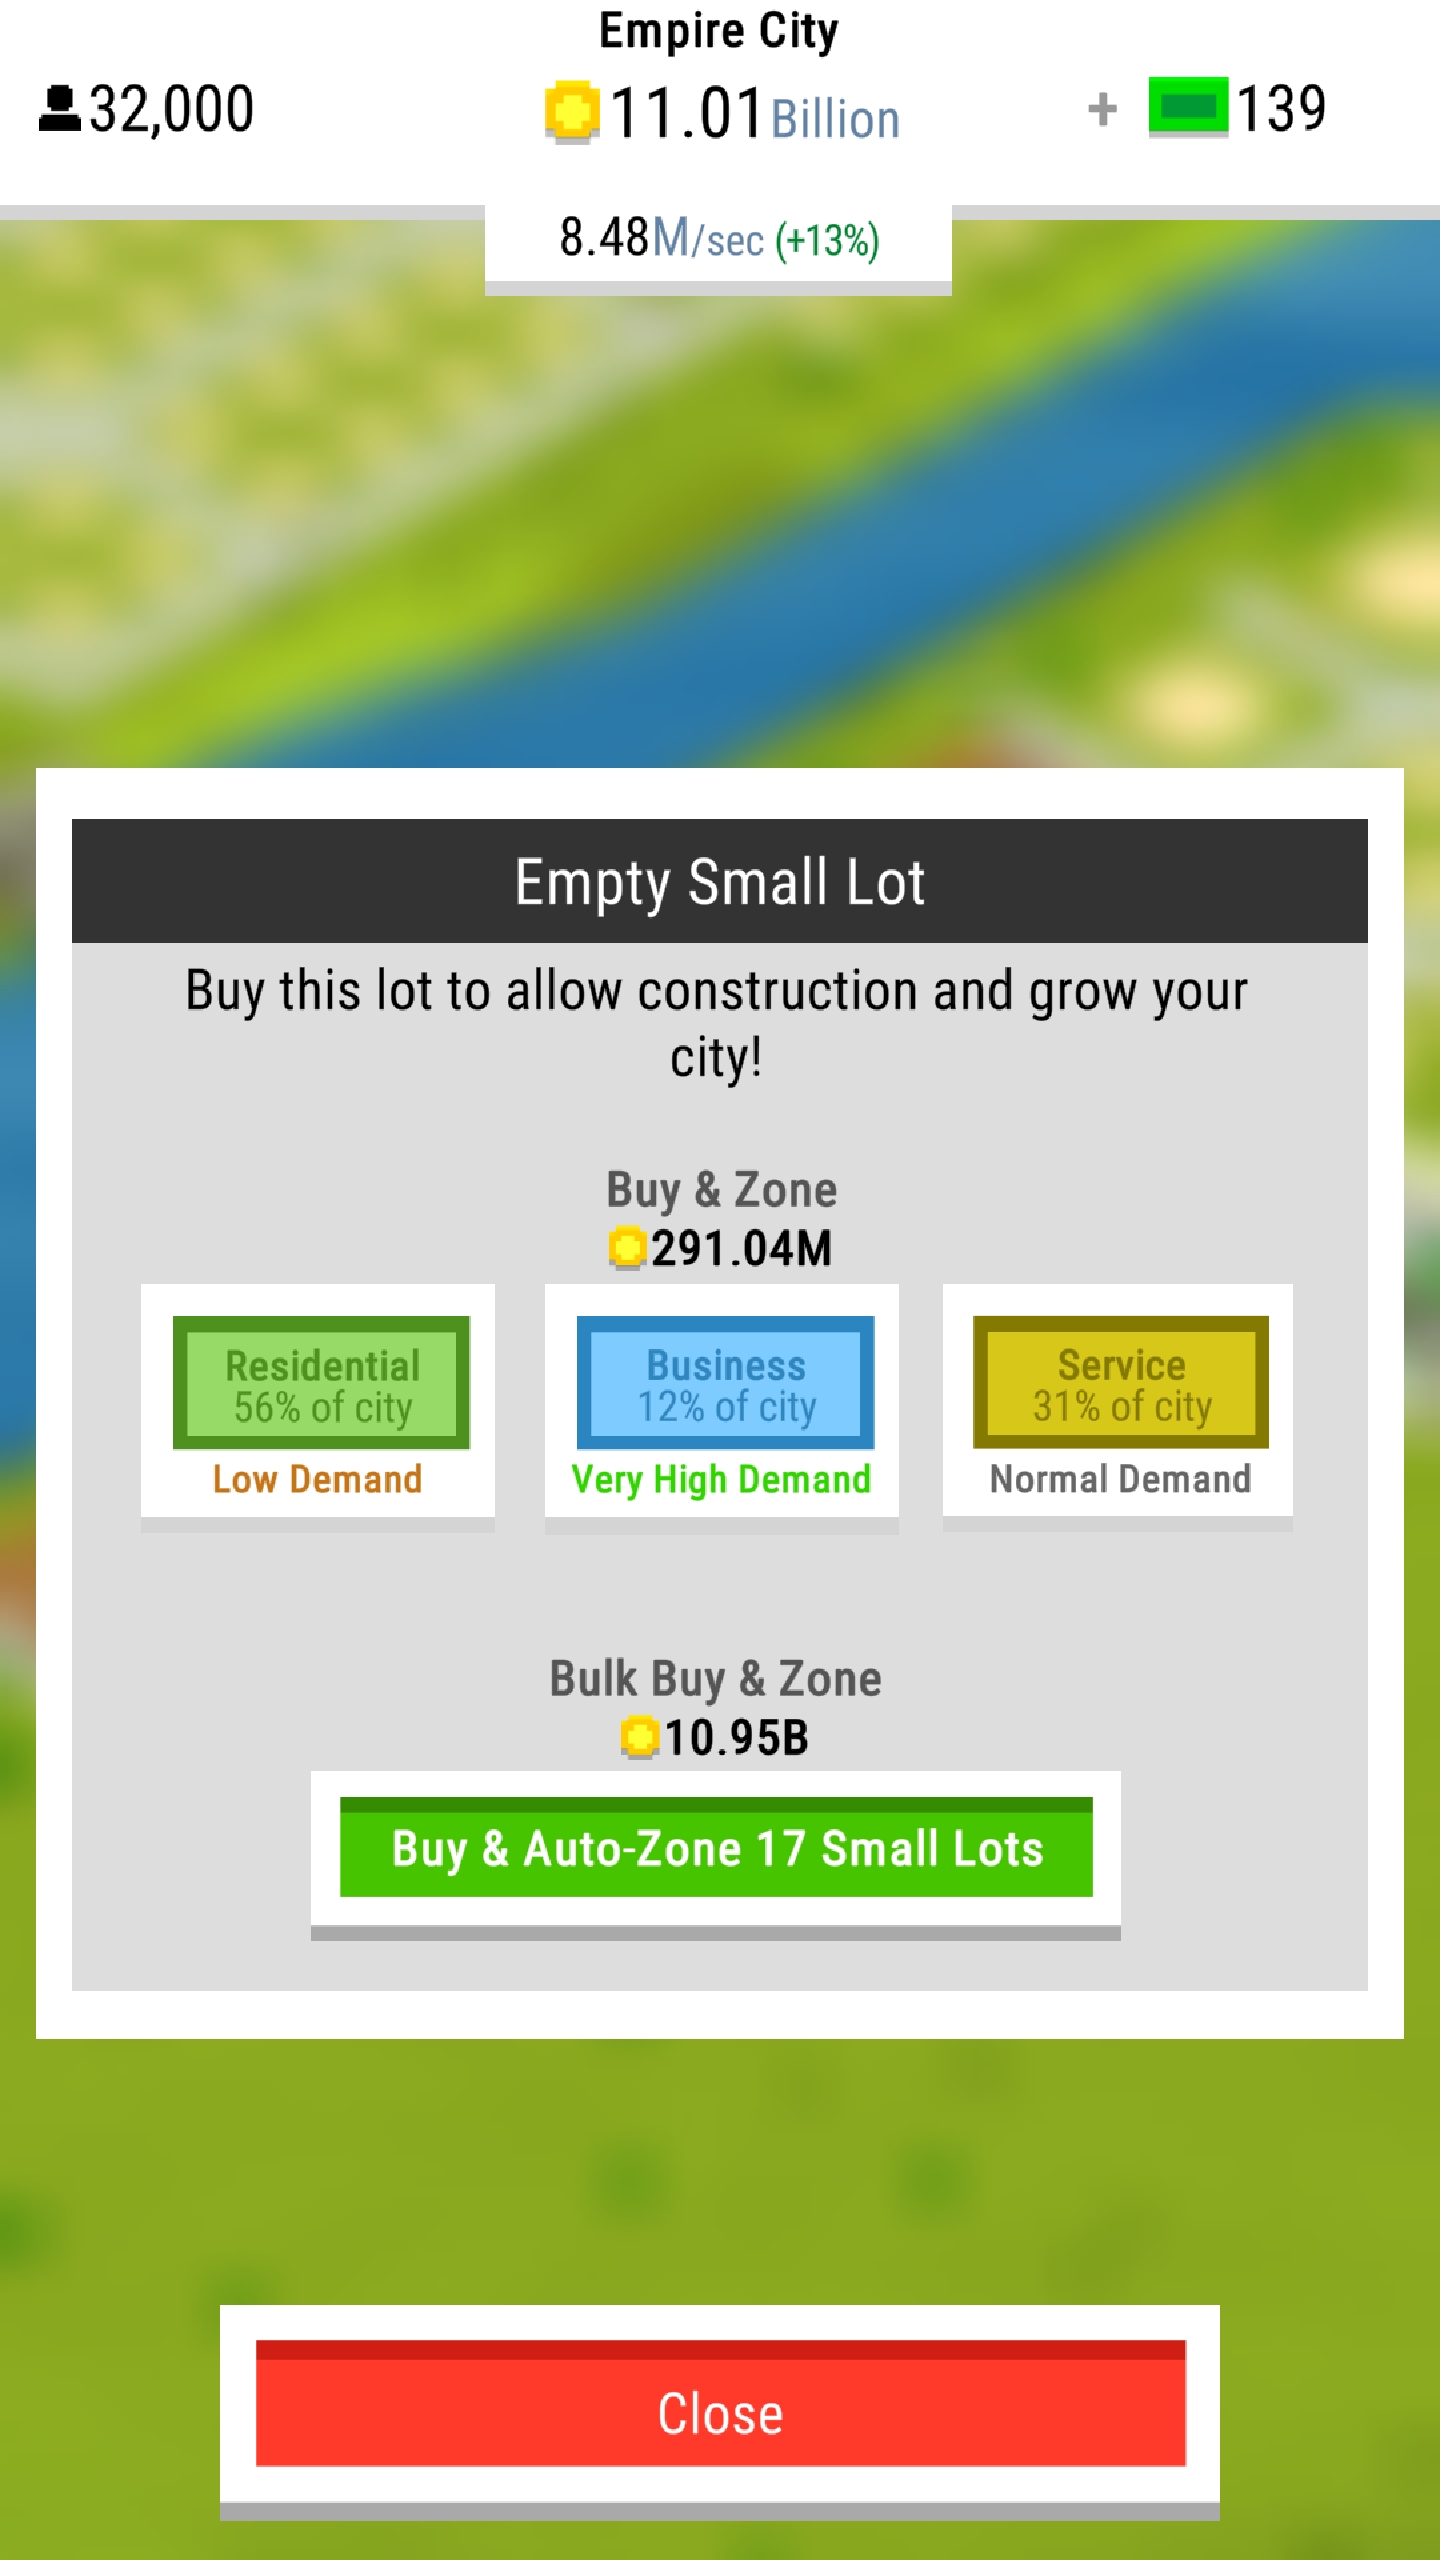 Empire City
32,000
11.01 Billion
+ 139
8.48M/sec (+13%)
Empty Small Lot
Buy this lot to allow construction and grow your
city!
Buy & Zone
291.04M
Residential
56% of city
Low Demand
Business
12% of city
Very High Demand
Service
31% of city
Normal Demand
Bulk Buy & Zone
10.95B
Buy & Auto-Zone 17 Small Lots
Close